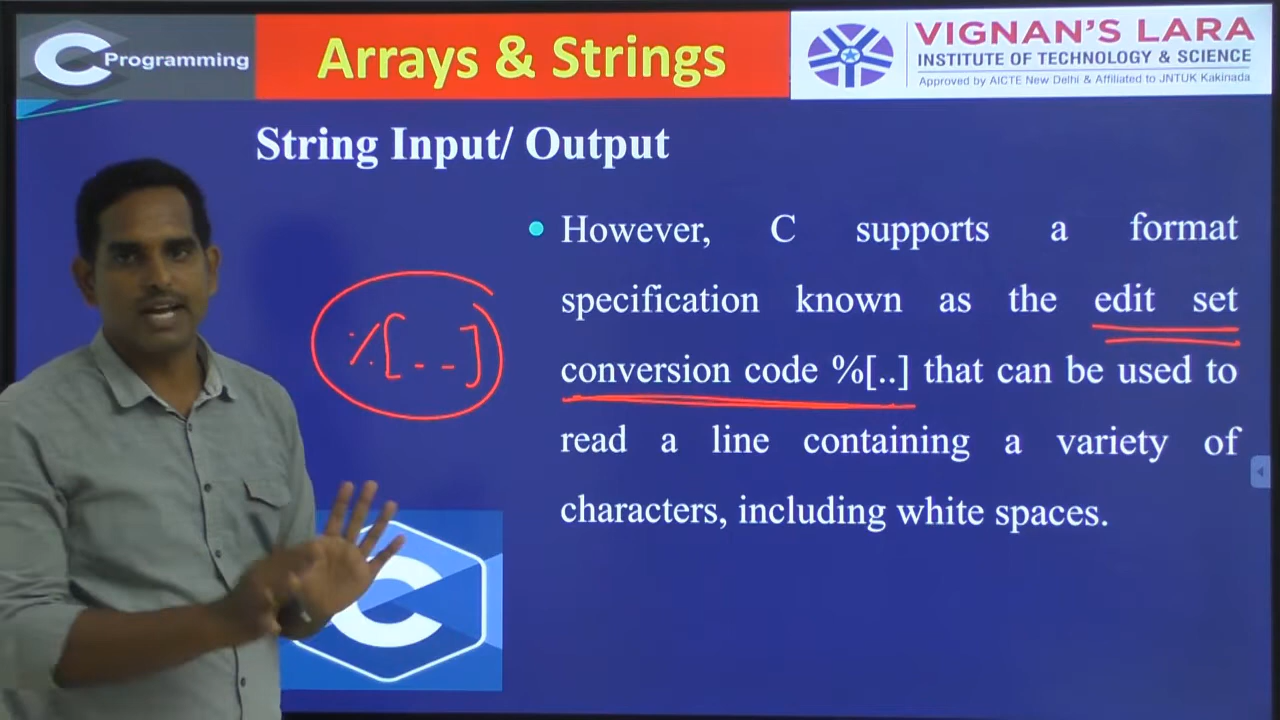 C Programming
Arrays & Strings
VIGNAN'S LARA
INSTITUTE OF TECHNOLOGY & SCIENCE
Approved by AICTE New Delhi & Affiliated to JNTUK Kakinada
String Input/ Output
However, C supports a format
specification known as the edit set
conversion code %[..] that can be used to
read a line containing a variety of
characters, including white spaces.
%[--]
C